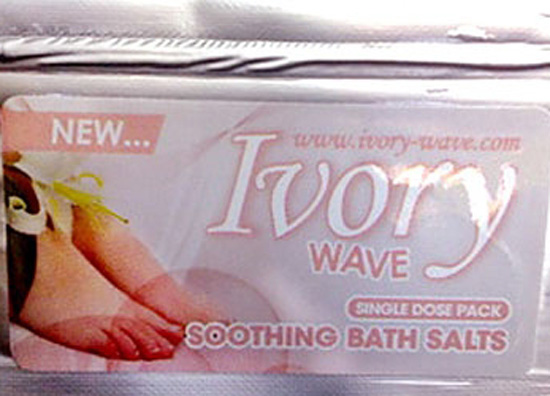 NEW...
www.ivory-wave.com
Ivory
WAVE
SINGLE DOSE PACK
SOOTHING BATH SALTS